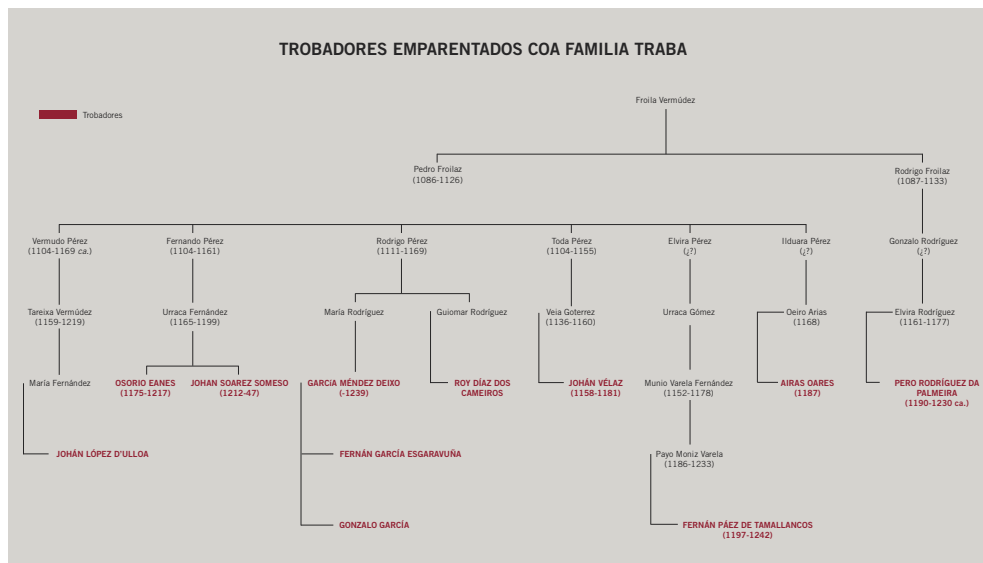 TROBADORES EMPARENTADOS COA FAMILIA TRABA
Trobadores
Froila Vermúdez
Pedro Froilaz
(1086-1126)
Rodrigo Froilaz
(1087-1133)
Vermudo Pérez
(1104-1169 ca.)
Fernando Pérez
(1104-1161)
Rodrigo Pérez
(1111-1169)
Toda Pérez
(1104-1155)
Elvira Pérez
(¿?)
Ilduara Pérez
(¿?)
Gonzalo Rodríguez
(¿?)
Tareixa Vermúdez
(1159-1219)
Urraca Fernández
(1165-1199)
María Rodríguez
Guiomar Rodríguez
Veia Goterrez
(1136-1160)
Urraca Gómez
Oeiro Arias
(1168)
Elvira Rodríguez
(1161-1177)
María Fernández
OSORIO EANES
(1175-1217)
JOHAN SOAREZ SOMESO
(1212-47)
GARCÍA MÉNDEZ DEIXO
(-1239)
ROY DÍAZ DOS
CAMEIROS
JOHÁN VÉLAZ
(1158-1181)
Munio Varela Fernández
(1152-1178)
AIRAS OARES
(1187)
PERO RODRÍGUEZ DA
PALMEIRA
(1190-1230 ca.)
JOHÁN LÓPEZ D'ULLOA
FERNÁN GARCÍA ESGARAVUÑA
Payo Moniz Varela
(1186-1233)
GONZALO GARCÍA
FERNÁN PÁEZ DE TAMALLANCOS
(1197-1242)